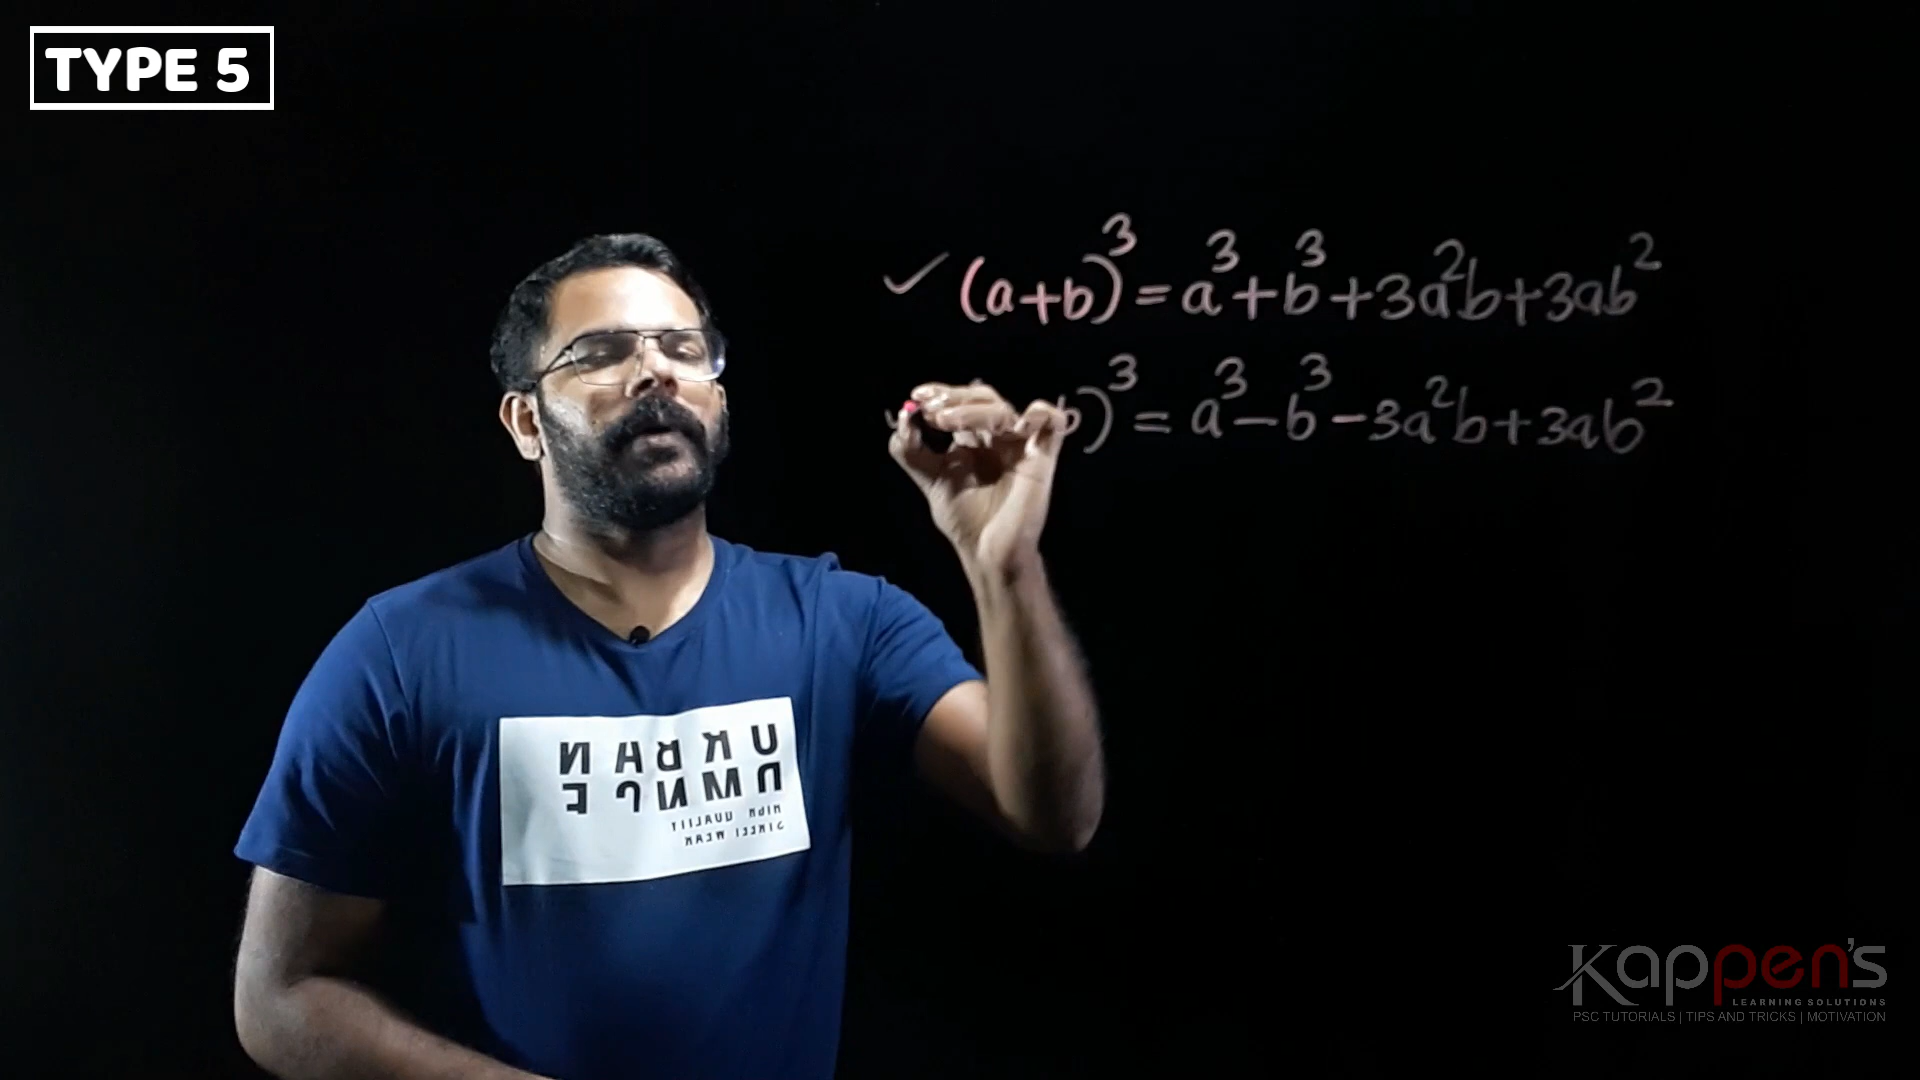 TYPE 5
✓ (a+b)³ = a³+b³+3a²b+3ab²
b)³ = a³-b³-3a²b+3ab²
URBAN
Kappen's
LEARNING SOLUTIONS
PSC TUTORIALS | TIPS AND TRICKS | MOTIVATION